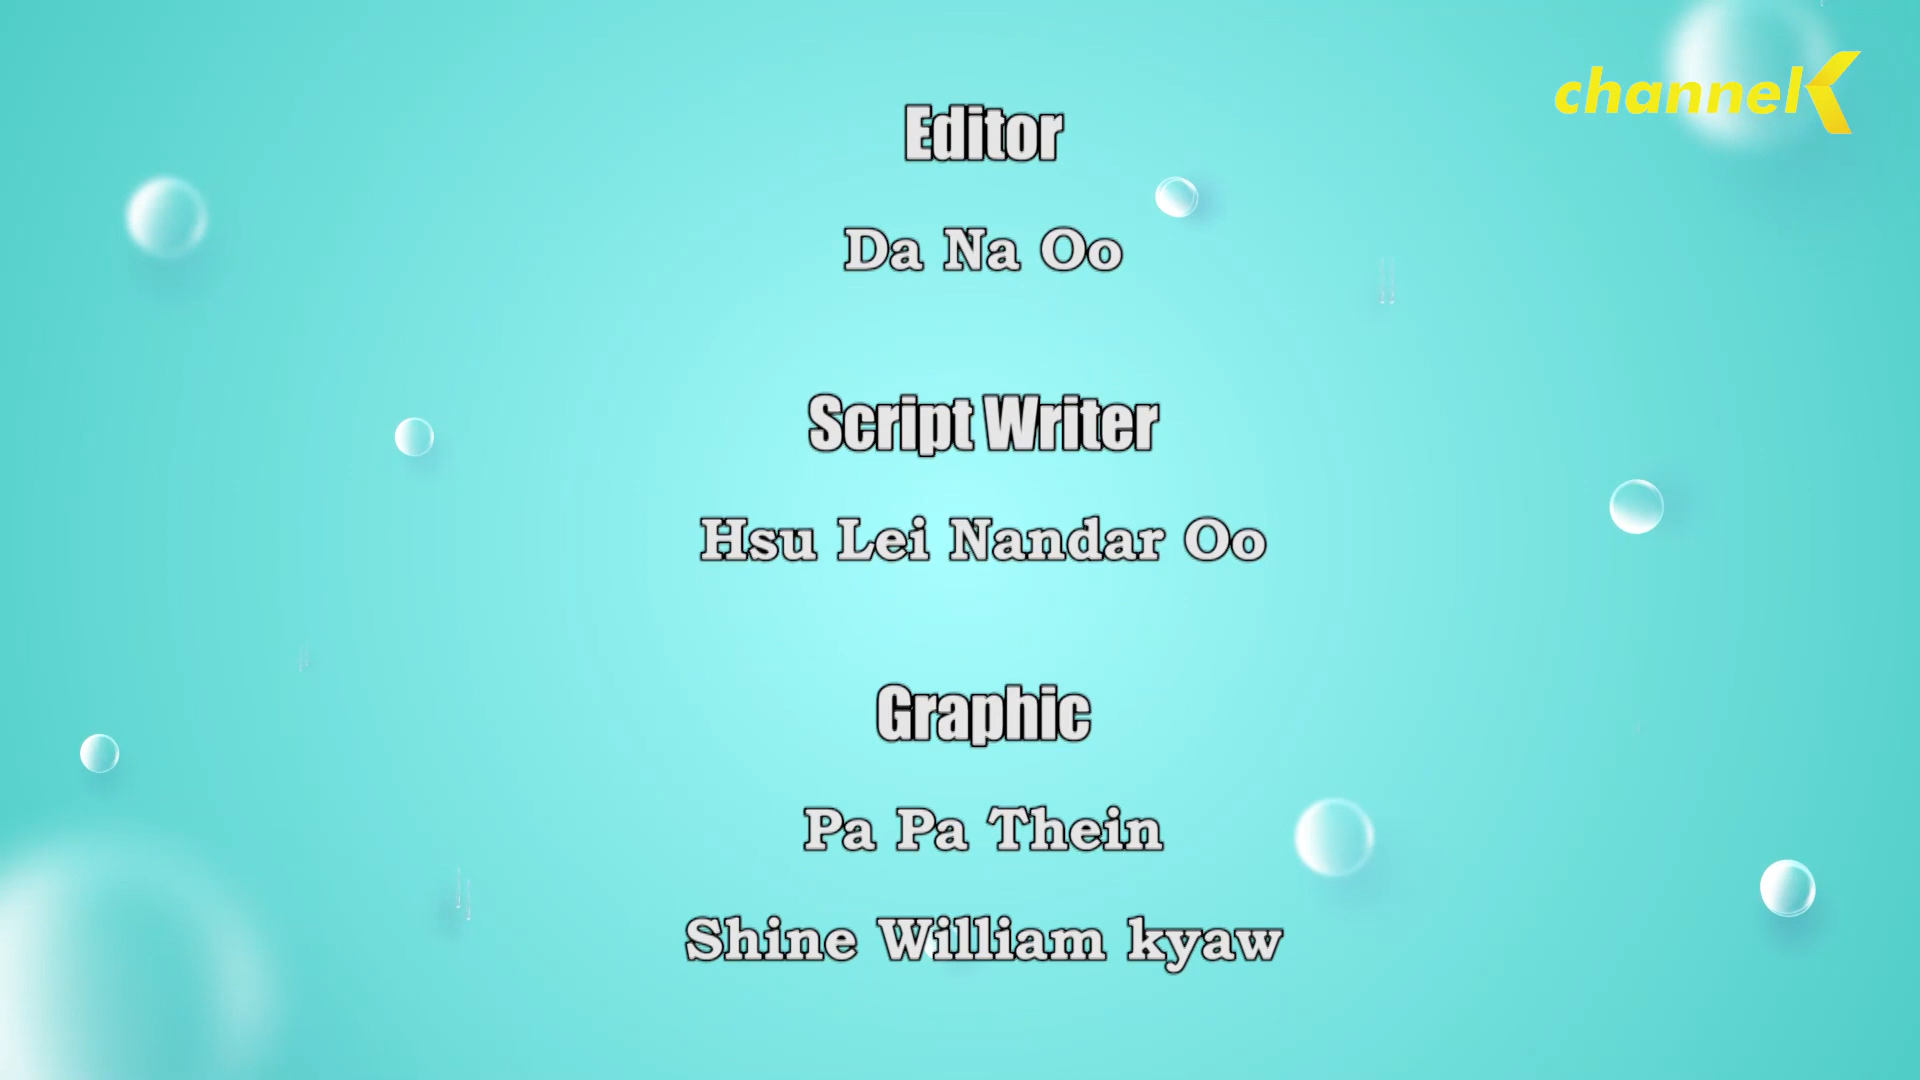 channelK
Editor
Da Na Oo
Script Writer
Hsu Lei Nandar Oo
Graphic
Pa Pa Thein
Shine William kyaw